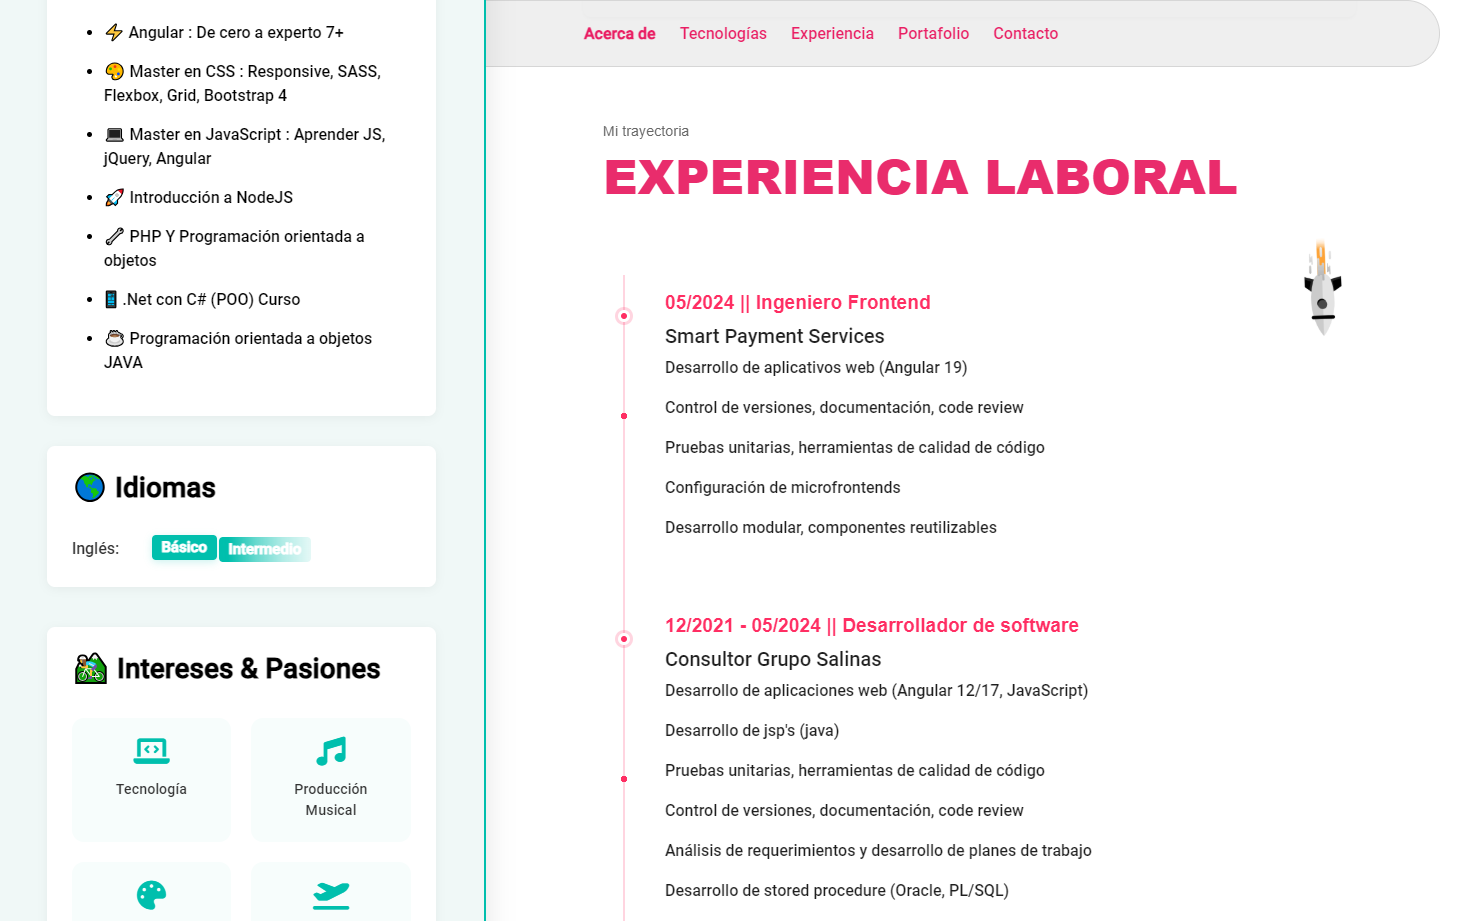 Angular : De cero a experto 7+
Master en CSS : Responsive, SASS,
Flexbox, Grid, Bootstrap 4
Master en JavaScript : Aprender JS,
jQuery, Angular
Introducción a NodeJS
PHP Y Programación orientada a
objetos
.Net con C# (POO) Curso
Programación orientada a objetos
JAVA
Idiomas
Inglés: Básico Intermedio
Intereses & Pasiones
Tecnología
Producción
Musical
Acerca de Tecnologías Experiencia Portafolio Contacto
Mi trayectoria
EXPERIENCIA LABORAL
05/2024 || Ingeniero Frontend
Smart Payment Services
Desarrollo de aplicativos web (Angular 19)
Control de versiones, documentación, code review
Pruebas unitarias, herramientas de calidad de código
Configuración de microfrontends
Desarrollo modular, componentes reutilizables
12/2021 - 05/2024 || Desarrollador de software
Consultor Grupo Salinas
Desarrollo de aplicaciones web (Angular 12/17, JavaScript)
Desarrollo de jsp's (java)
Pruebas unitarias, herramientas de calidad de código
Control de versiones, documentación, code review
Análisis de requerimientos y desarrollo de planes de trabajo
Desarrollo de stored procedure (Oracle, PL/SQL)